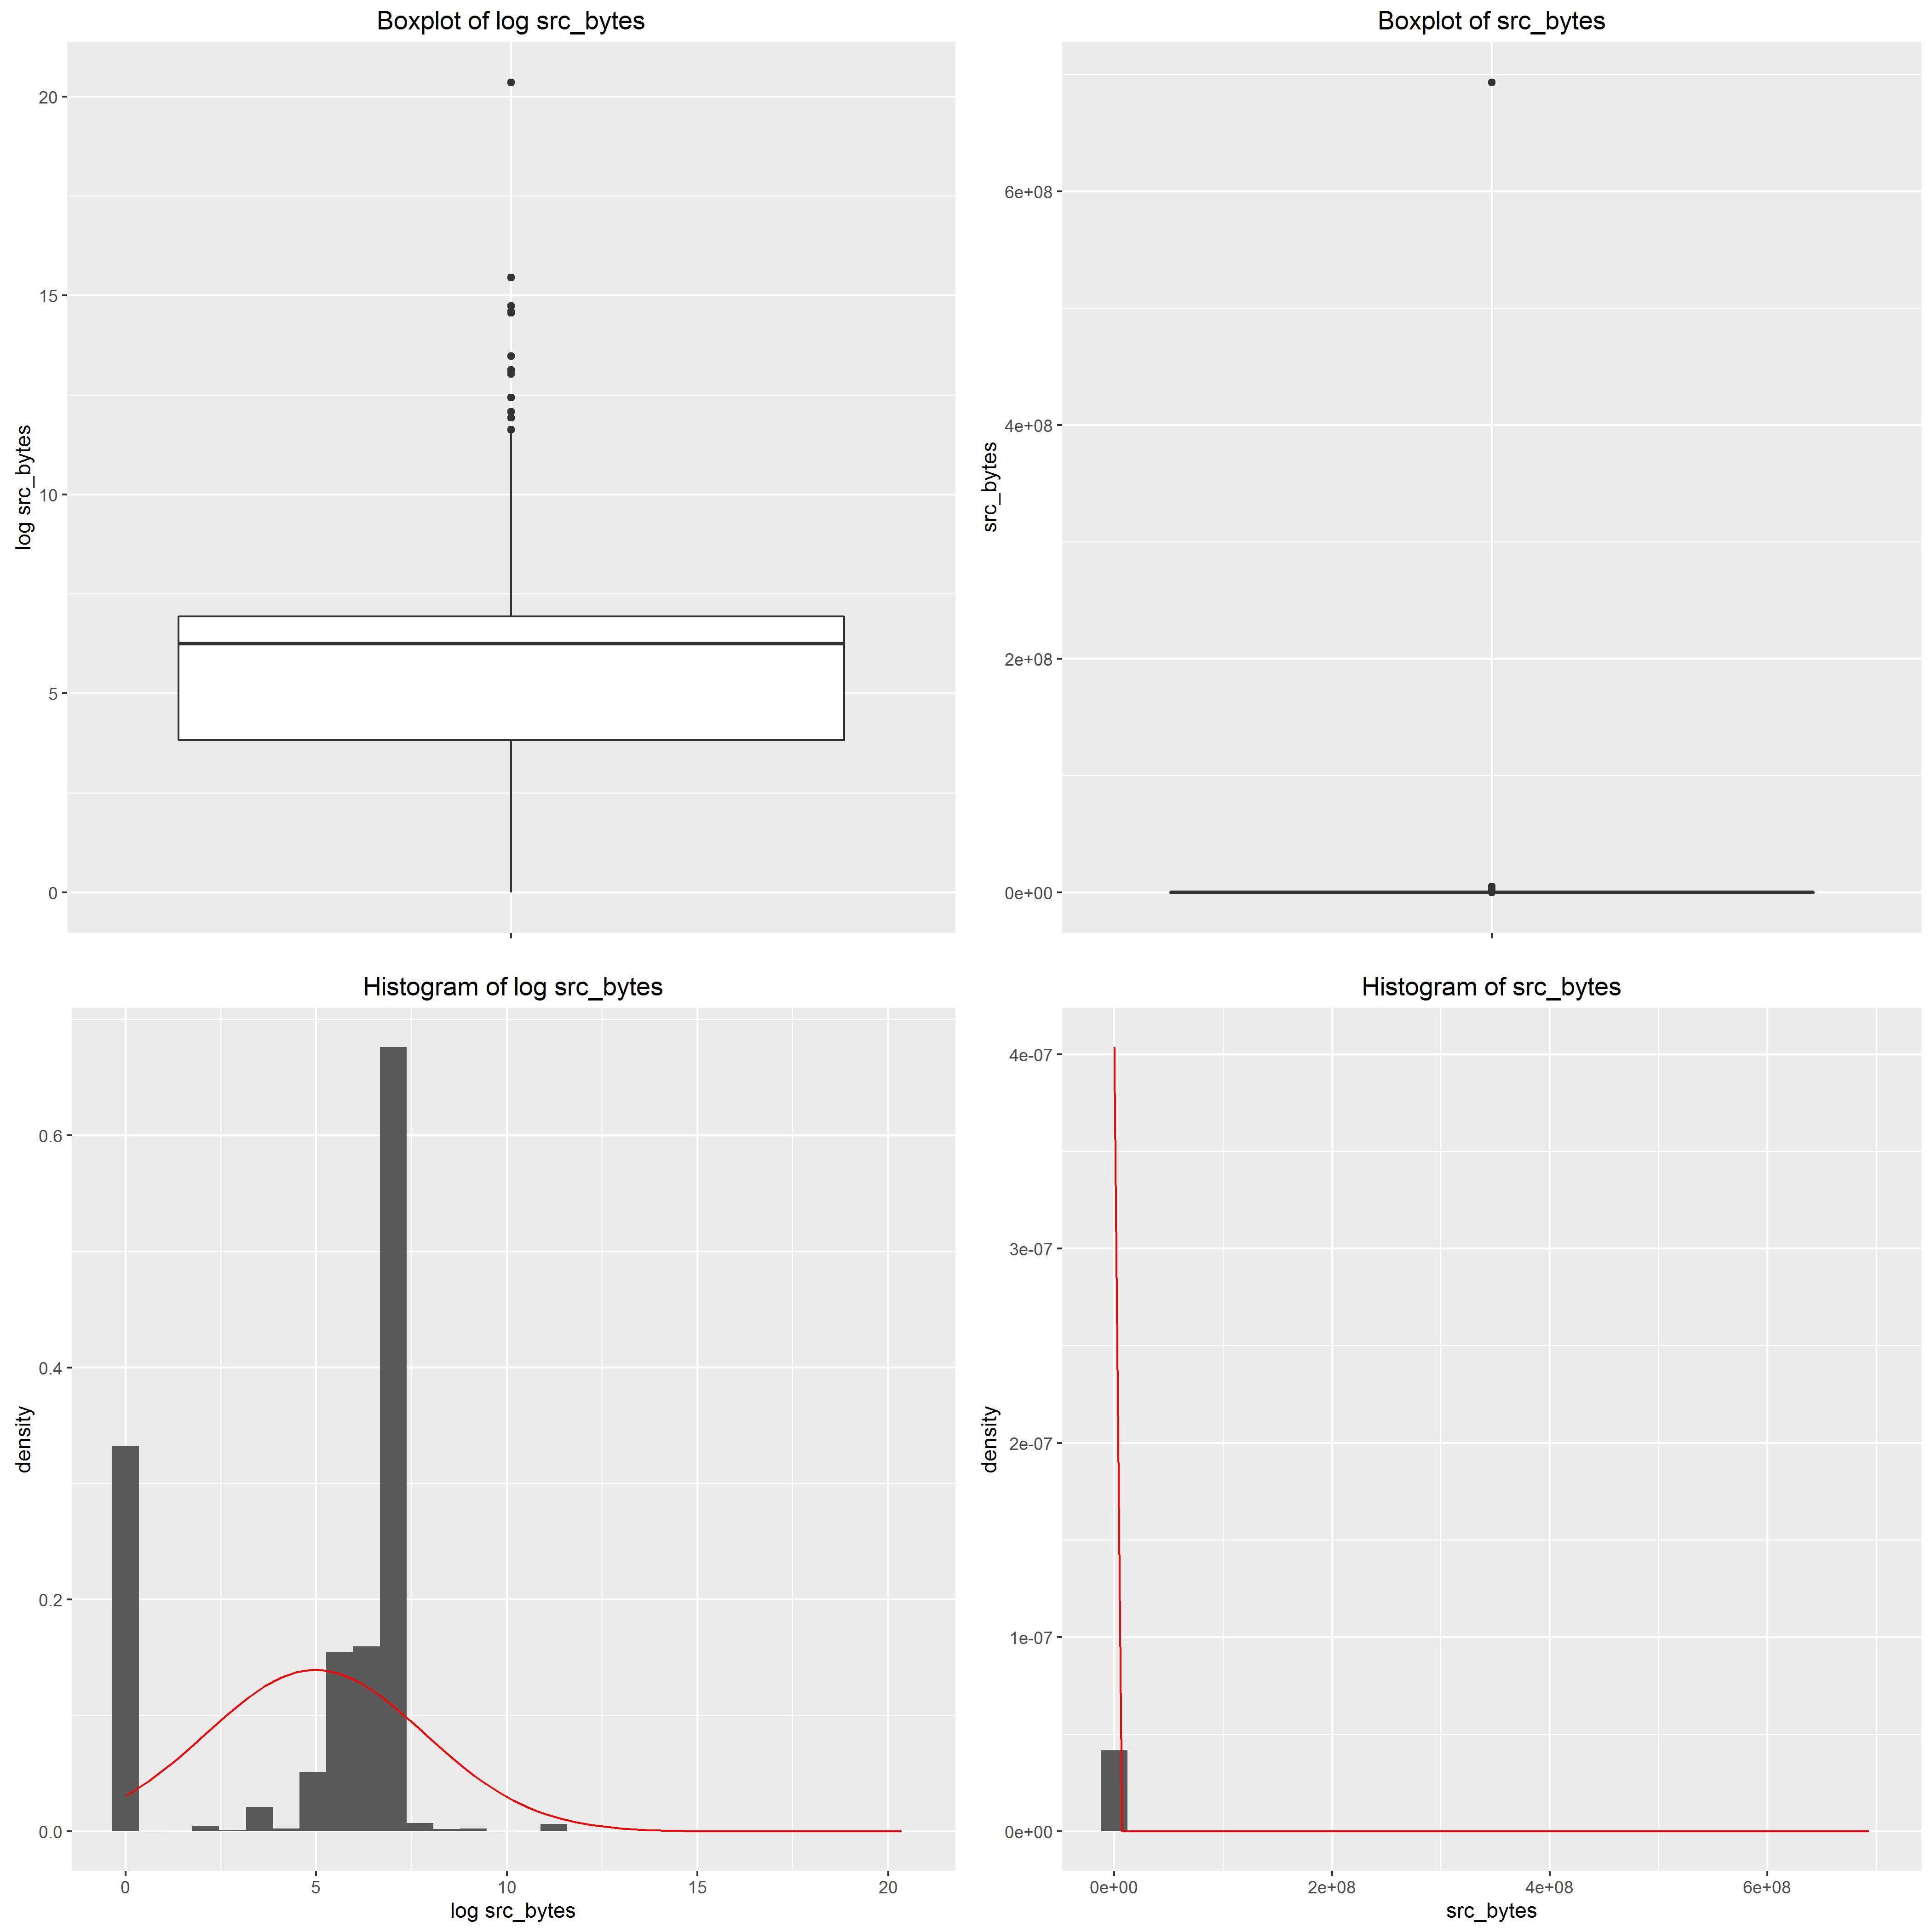 Boxplot of log src_bytes
log src_bytes
20
15
10
5
0
Boxplot of src_bytes
src_bytes
6e+08
4e+08
2e+08
0e+00
Histogram of log src_bytes
density
0.6
0.4
0.2
0.0
0 5 10 15 20
log src_bytes
Histogram of src_bytes
density
4e-07
3e-07
2e-07
1e-07
0e+00
0e+00 2e+08 4e+08 6e+08
src_bytes